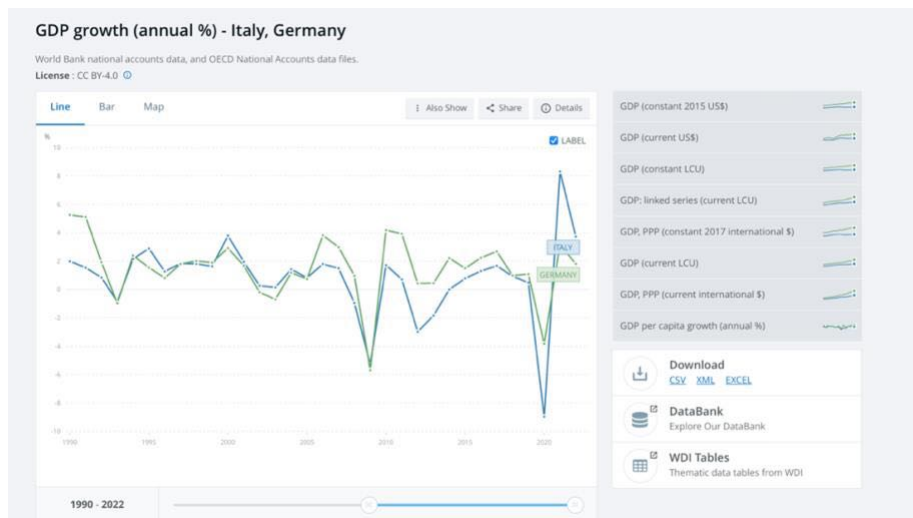 GDP growth (annual %) - Italy, Germany
World Bank national accounts data, and OECD National Accounts data files.
License : CC BY-4.0
Line Bar Map
Also Show Share Details
%
LABEL
10
8
6
4
2
0
-2
-4
-6
-8
-10
ITALY
GERMANY
1990 1995 2000 2005 2010 2015 2020
1990 - 2022
GDP (constant 2015 US$)
GDP (current US$)
GDP (constant LCU)
GDP: linked series (current LCU)
GDP, PPP (constant 2017 international $)
GDP (current LCU)
GDP, PPP (current international $)
GDP per capita growth (annual %)
Download
CSV XML EXCEL
DataBank
Explore Our DataBank
WDI Tables
Thematic data tables from WDI